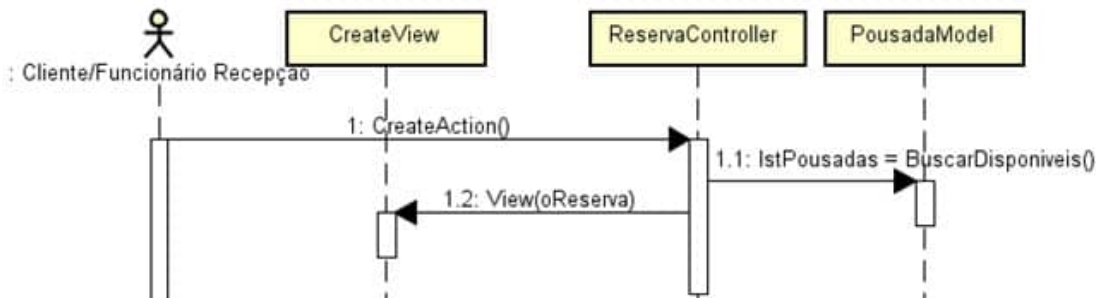 CreateView
ReservaController
PousadaModel
: Cliente/Funcionário Recepção
1: CreateAction()
1.1: lstPousadas = BuscarDisponiveis()
1.2: View(oReserva)